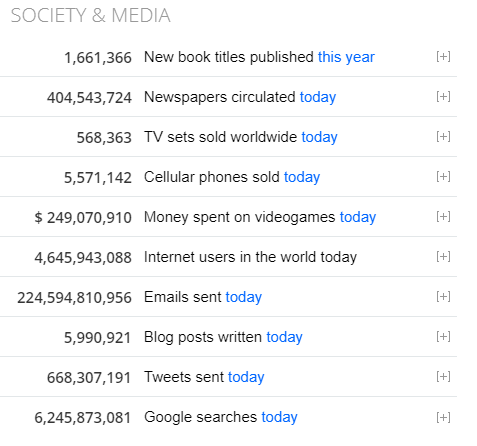 SOCIETY & MEDIA
1,661,366 New book titles published this year [+]
404,543,724 Newspapers circulated today [+]
568,363 TV sets sold worldwide today [+]
5,571,142 Cellular phones sold today [+]
$ 249,070,910 Money spent on videogames today [+]
4,645,943,088 Internet users in the world today [+]
224,594,810,956 Emails sent today [+]
5,990,921 Blog posts written today [+]
668,307,191 Tweets sent today [+]
6,245,873,081 Google searches today [+]